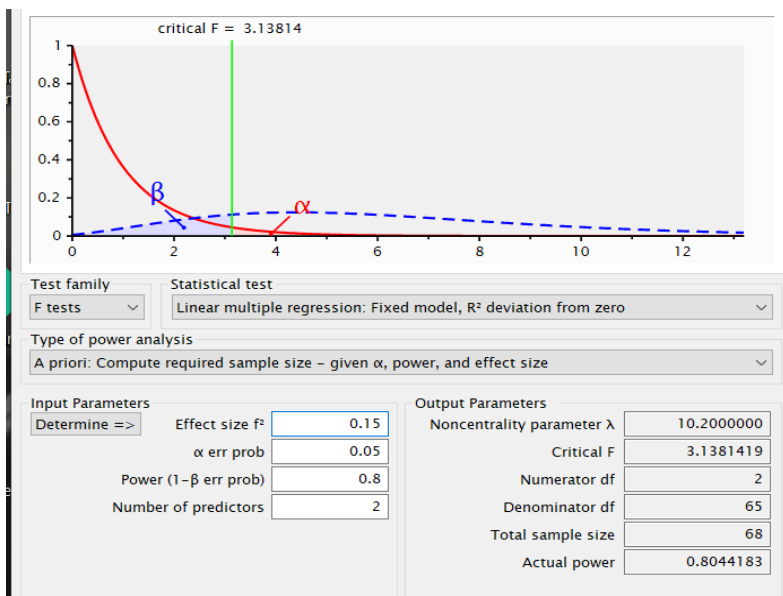 critical F = 3.13814
1
0.8
0.6
0.4
0.2
0
β
α
0 2 4 6 8 10 12
Test family Statistical test
F tests Linear multiple regression: Fixed model, R² deviation from zero
Type of power analysis
A priori: Compute required sample size – given α, power, and effect size
Input Parameters
Determine => Effect size f² 0.15
α err prob 0.05
Power (1-β err prob) 0.8
Number of predictors 2
Output Parameters
Noncentrality parameter λ 10.2000000
Critical F 3.1381419
Numerator df 2
Denominator df 65
Total sample size 68
Actual power 0.8044183